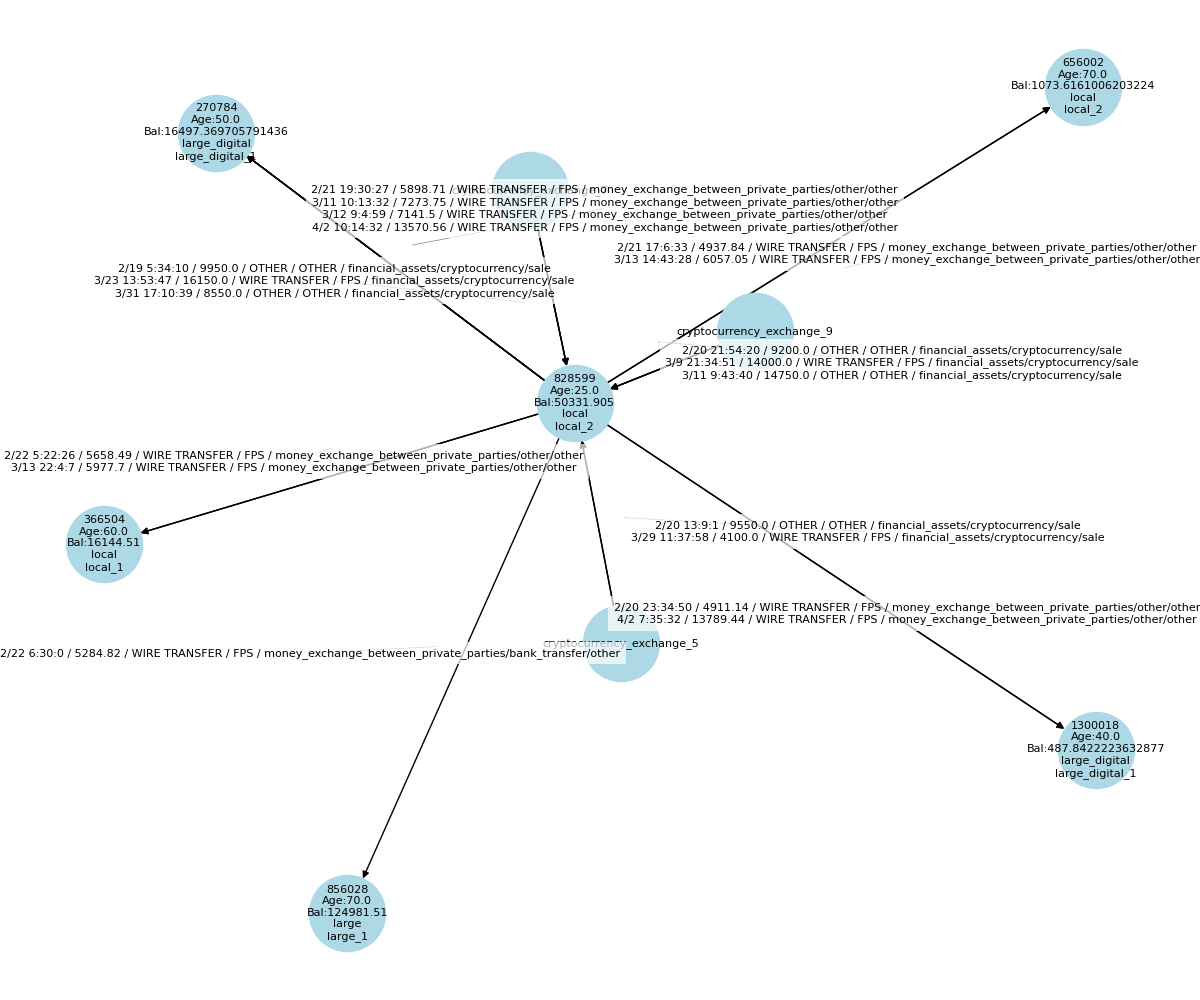 656002
Age:70.0
Bal:1073.6161006203224
local
local_2
270784
Age:50.0
Bal:16497.369705791436
large_digital
large_digital_1
2/21 19:30:27 / 5898.71 / WIRE TRANSFER / FPS / money_exchange_between_private_parties/other/other
3/11 10:13:32 / 7273.75 / WIRE TRANSFER / FPS / money_exchange_between_private_parties/other/other
3/12 9:4:59 / 7141.5 / WIRE TRANSFER / FPS / money_exchange_between_private_parties/other/other
4/2 10:14:32 / 13570.56 / WIRE TRANSFER / FPS / money_exchange_between_private_parties/other/other
2/21 17:6:33 / 4937.84 / WIRE TRANSFER / FPS / money_exchange_between_private_parties/other/other
3/13 14:43:28 / 6057.05 / WIRE TRANSFER / FPS / money_exchange_between_private_parties/other/other
2/19 5:34:10 / 9950.0 / OTHER / OTHER / financial_assets/cryptocurrency/sale
3/23 13:53:47 / 16150.0 / WIRE TRANSFER / FPS / financial_assets/cryptocurrency/sale
3/31 17:10:39 / 8550.0 / OTHER / OTHER / financial_assets/cryptocurrency/sale
cryptocurrency_exchange_9
2/20 21:54:20 / 9200.0 / OTHER / OTHER / financial_assets/cryptocurrency/sale
3/9 21:34:51 / 14000.0 / WIRE TRANSFER / FPS / financial_assets/cryptocurrency/sale
3/11 9:43:40 / 14750.0 / OTHER / OTHER / financial_assets/cryptocurrency/sale
828599
Age:25.0
Bal:50331.905
local
local_2
2/22 5:22:26 / 5658.49 / WIRE TRANSFER / FPS / money_exchange_between_private_parties/other/other
3/13 22:4:7 / 5977.7 / WIRE TRANSFER / FPS / money_exchange_between_private_parties/other/other
366504
Age:60.0
Bal:16144.51
local
local_1
2/20 13:9:1 / 9550.0 / OTHER / OTHER / financial_assets/cryptocurrency/sale
3/29 11:37:58 / 4100.0 / WIRE TRANSFER / FPS / financial_assets/cryptocurrency/sale
2/20 23:34:50 / 4911.14 / WIRE TRANSFER / FPS / money_exchange_between_private_parties/other/other
4/2 7:35:32 / 13789.44 / WIRE TRANSFER / FPS / money_exchange_between_private_parties/other/other
cryptocurrency_exchange_5
2/22 6:30:0 / 5284.82 / WIRE TRANSFER / FPS / money_exchange_between_private_parties/bank_transfer/other
1300018
Age:40.0
Bal:487.8422223632877
large_digital
large_digital_1
856028
Age:70.0
Bal:124981.51
large
large_1